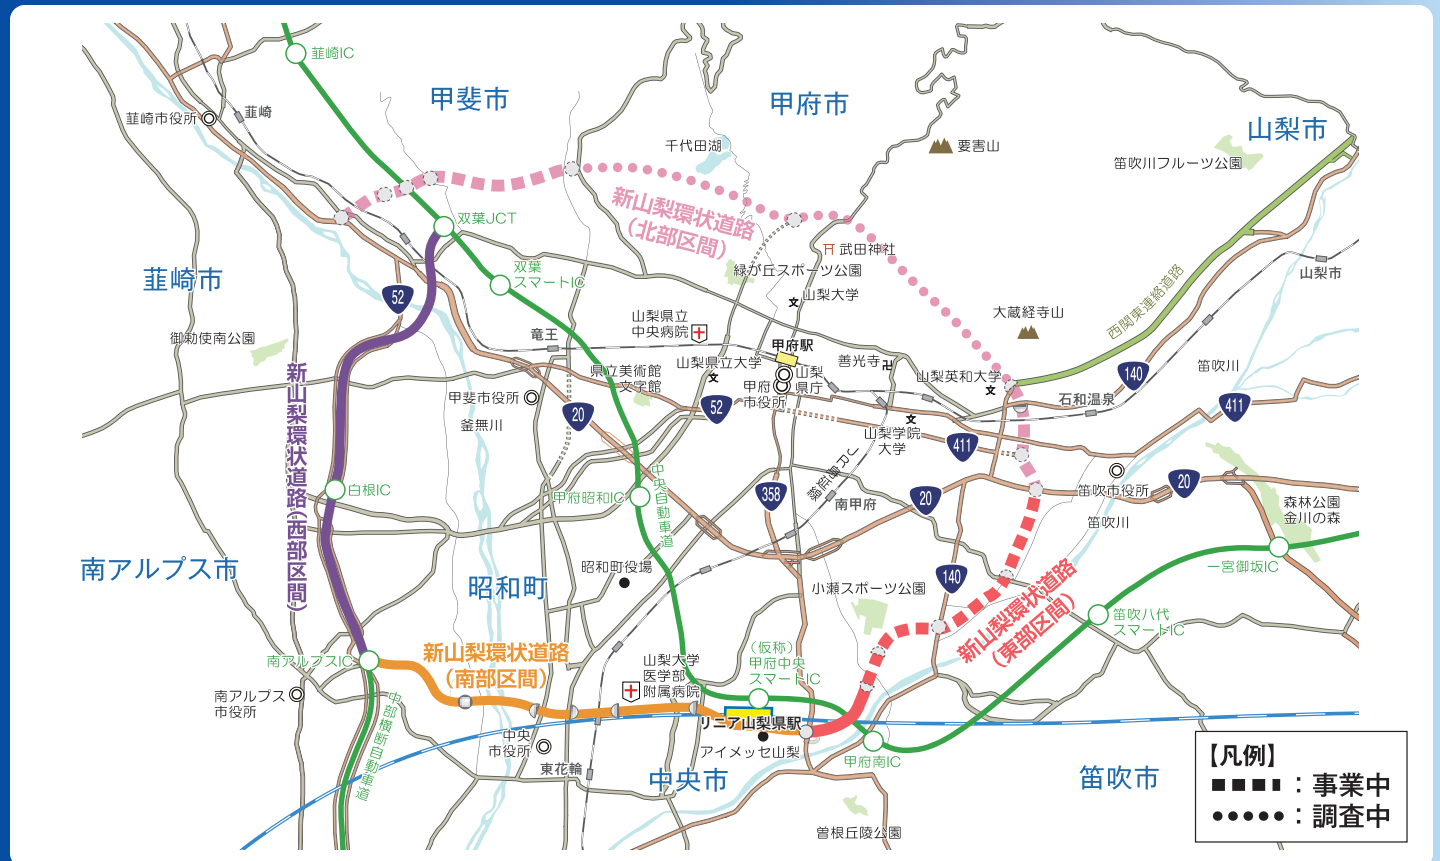 韮崎IC
甲斐市
甲府市
山梨市
韮崎市役所
韮崎
千代田湖
要害山
笛吹川フルーツ公園
新山梨環状道路
（北部区間）
双葉JCT
武田神社
双葉
スマートIC
緑が丘スポーツ公園
山梨市
韮崎市
52
文
山梨大学
西関東連絡道路
御勅使南公園
竜王
山梨県立
中央病院
大蔵経寺山
甲府駅
善光寺
140
笛吹川
県立美術館
文字館
山梨県立大学
文
山梨
県庁
甲府
市役所
山梨英和大学
文
新山梨環状道路（西部区間）
甲斐市役所
釜無川
20
52
石和温泉
411
文
山梨学院
大学
411
JR身延線
白根IC
甲府昭和IC
中央自動車道
358
南甲府
20
笛吹市役所
20
笛吹川
森林公園
金川の森
南アルプス市
昭和町
昭和町役場
140
一宮御坂IC
小瀬スポーツ公園
新山梨環状道路
（東部区間）
笛吹八代
スマートIC
新山梨環状道路
（南部区間）
南アルプスIC
山梨大学
医学部
附属病院
（仮称）
甲府中央
スマートIC
南アルプス
市役所
中部横断自動車道
中央
市役所
リニア山梨県駅
アイメッセ山梨
甲府南IC
東花輪
中央市
笛吹市
曽根丘陵公園
【凡例】
：事業中
：調査中